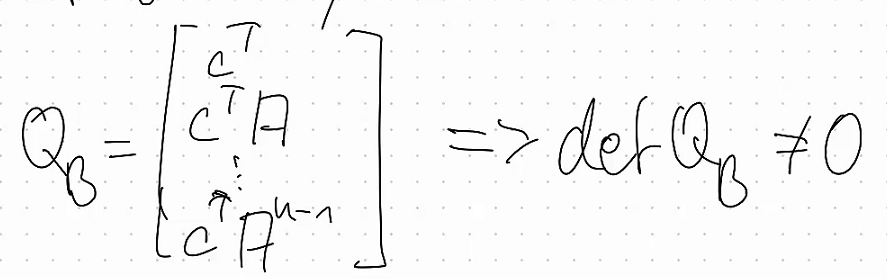 Q_B = [ c^T
c^T A
⋮
c^T A^{n-1} ] => det Q_B ≠ 0